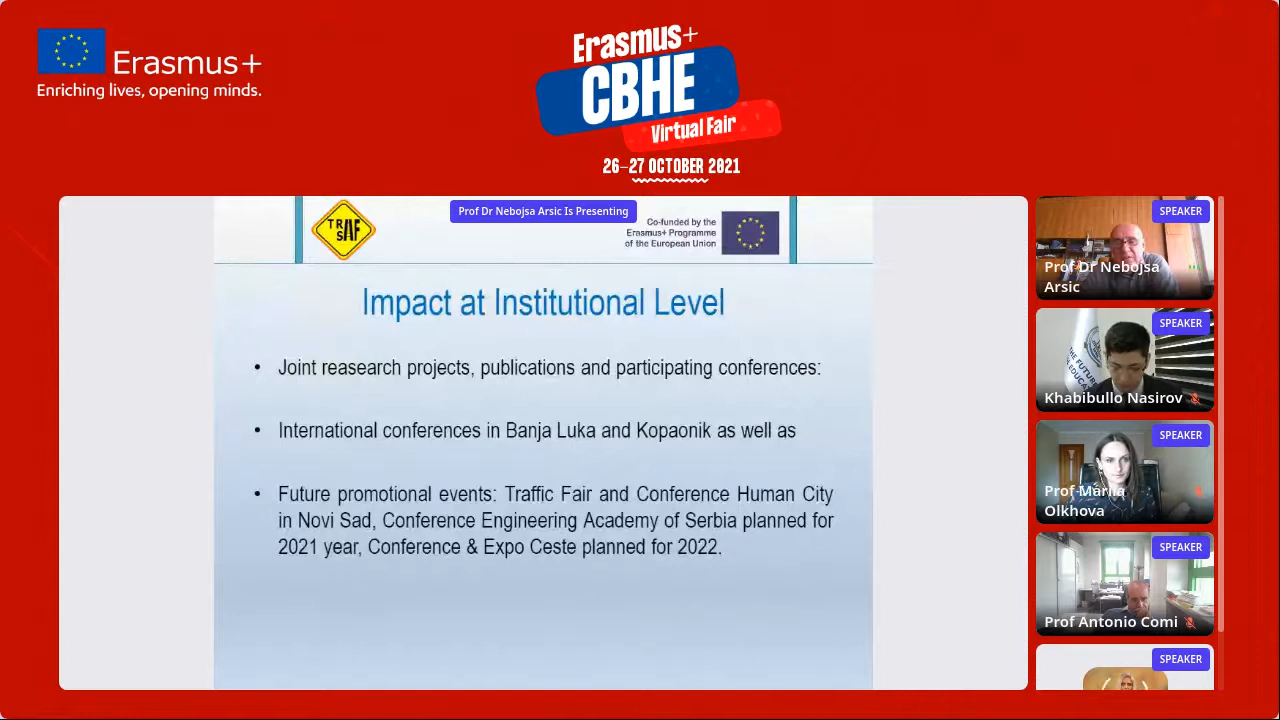 Erasmus+
Enriching lives, opening minds.
Erasmus+
CBHE
Virtual Fair
26–27 OCTOBER 2021
Prof Dr Nebojsa Arsic Is Presenting
TR
SAF
Co-funded by the
Erasmus+ Programme
of the European Union
Impact at Institutional Level
• Joint reasearch projects, publications and participating conferences:
• International conferences in Banja Luka and Kopaonik as well as
• Future promotional events: Traffic Fair and Conference Human City
in Novi Sad, Conference Engineering Academy of Serbia planned for
2021 year, Conference & Expo Ceste planned for 2022.
SPEAKER
Prof Dr Nebojsa
Arsic
SPEAKER
THE FUTURE
Khabibullo Nasirov
SPEAKER
Prof Mariia
Olkhova
SPEAKER
Prof Antonio Comi
SPEAKER